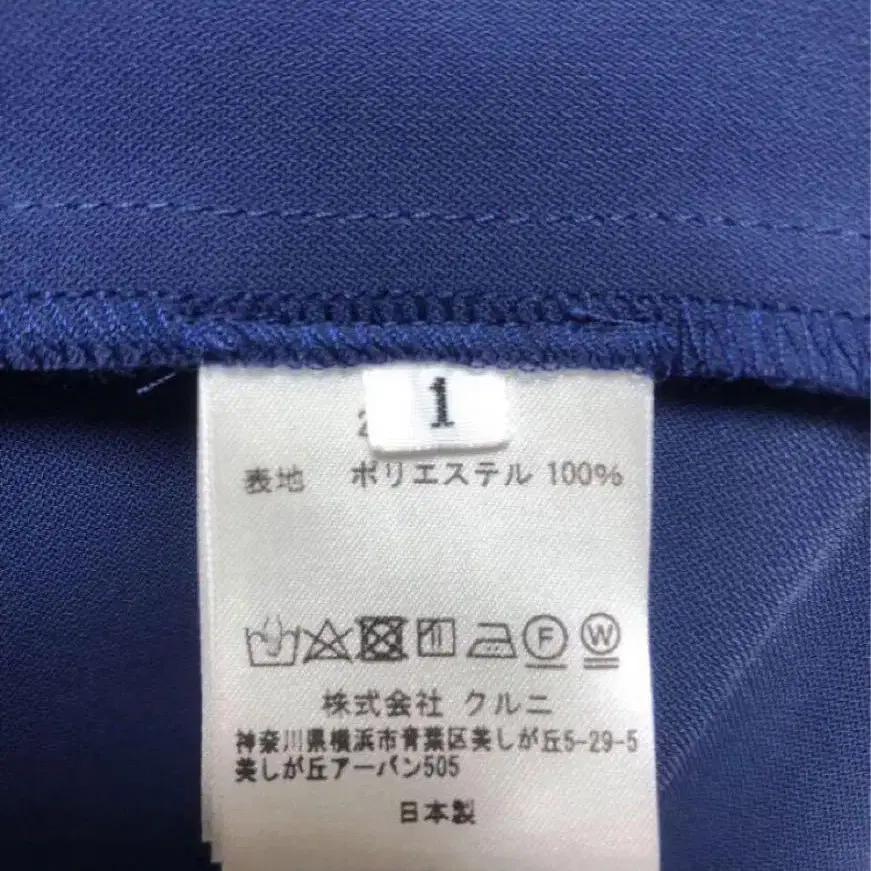 1
表地 ポリエステル 100%
F W
株式会社 クルニ
神奈川県横浜市青葉区美しが丘5-29-5
美しが丘アーバン505
日本製